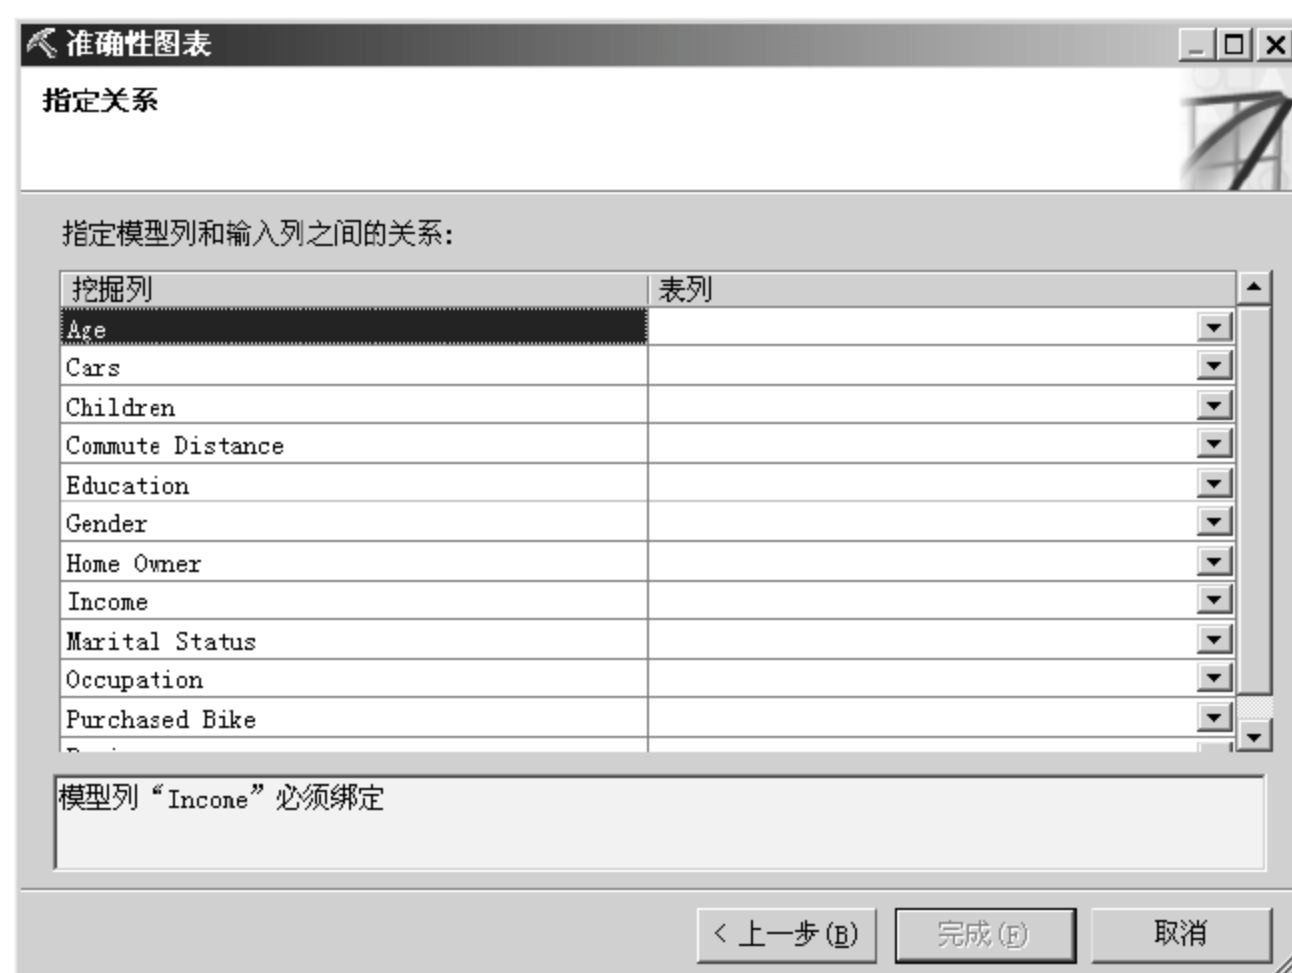 准确性图表
指定关系
指定模型列和输入列之间的关系:
挖掘列 表列
Age
Cars
Children
Commute Distance
Education
Gender
Home Owner
Income
Marital Status
Occupation
Purchased Bike
模型列“Incone”必须绑定
< 上一步(B) 完成(F) 取消